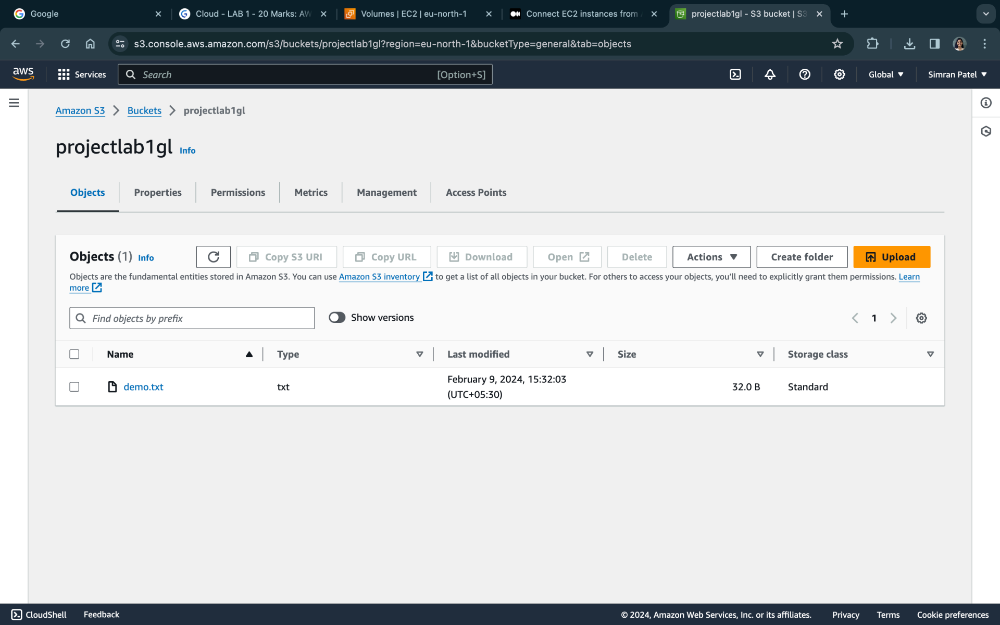 Google
Cloud - LAB 1 - 20 Marks: AW
Volumes | EC2 | eu-north-1
Connect EC2 instances from
projectlab1gl - S3 bucket | S3
s3.console.aws.amazon.com/s3/buckets/projectlab1gl?region=eu-north-1&bucketType=general&tab=objects
aws
Services
Search
[Option+S]
Global
Simran Patel
Amazon S3
Buckets
projectlab1gl
projectlab1gl
Info
Objects
Properties
Permissions
Metrics
Management
Access Points
Objects (1)
Info
Copy S3 URI
Copy URL
Download
Open
Delete
Actions
Create folder
Upload
Objects are the fundamental entities stored in Amazon S3. You can use Amazon S3 inventory to get a list of all objects in your bucket. For others to access your objects, you'll need to explicitly grant them permissions. Learn
more
Find objects by prefix
Show versions
1
Name
Type
Last modified
Size
Storage class
demo.txt
txt
February 9, 2024, 15:32:03
(UTC+05:30)
32.0 B
Standard
CloudShell
Feedback
© 2024, Amazon Web Services, Inc. or its affiliates.
Privacy
Terms
Cookie preferences